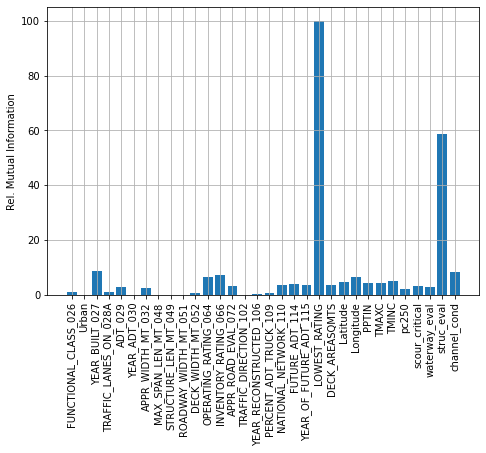 100
80
60
40
20
0
Rel. Mutual Information
FUNCTIONAL_CLASS_026
Urban
YEAR_BUILT_027
TRAFFIC_LANES_ON_028A
ADT_029
YEAR_ADT_030
APPR_WIDTH_MT_032
MAX_SPAN_LEN_MT_048
STRUCTURE_LEN_MT_049
ROADWAY_WIDTH_MT_051
DECK_WIDTH_MT_052
OPERATING_RATING_064
INVENTORY_RATING_066
APPR_ROAD_EVAL_072
TRAFFIC_DIRECTION_102
YEAR_RECONSTRUCTED_106
PERCENT_ADT_TRUCK_109
NATIONAL_NETWORK_110
FUTURE_ADT_114
YEAR_OF_FUTURE_ADT_115
LOWEST_RATING
DECK_AREASQMTS
Latitude
Longitude
PPTIN
TMAXC
TMINC
pc250
scour_critical
waterway_eval
struc_eval
channel_cond